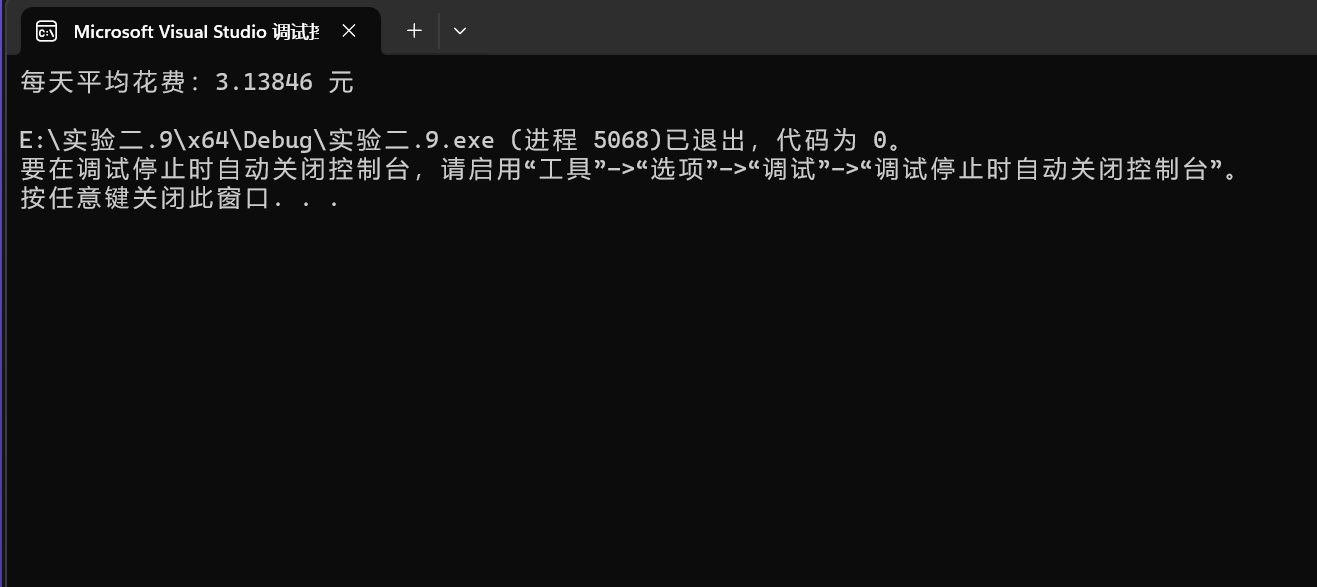 Microsoft Visual Studio 调试
每天平均花费：3.13846 元
E:\实验二.9\x64\Debug\实验二.9.exe (进程 5068)已退出，代码为 0。
要在调试停止时自动关闭控制台，请启用“工具”->“选项”->“调试”->“调试停止时自动关闭控制台”。
按任意键关闭此窗口. . .